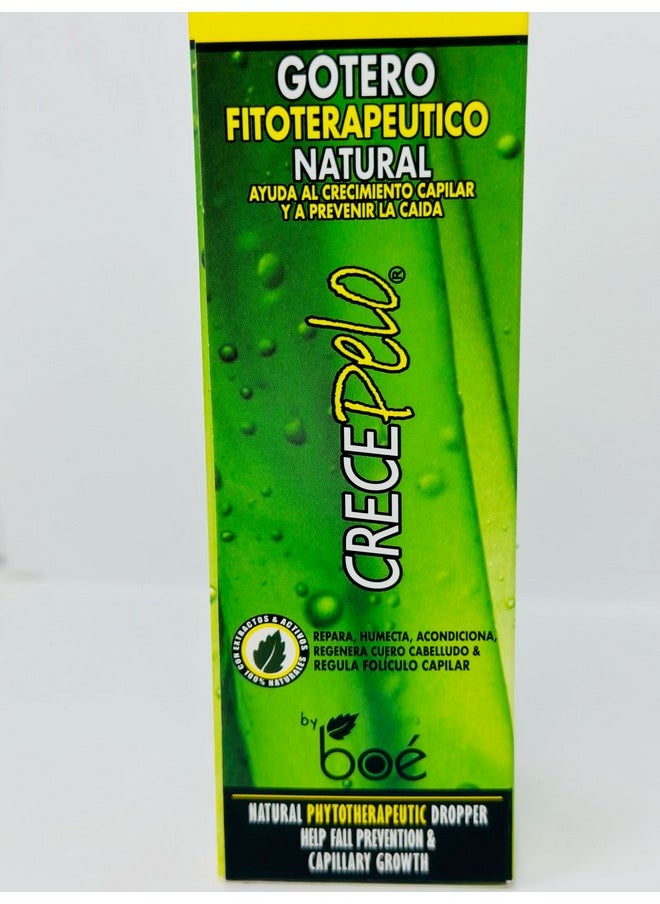 GOTERO
FITOTERAPEUTICO
NATURAL
AYUDA AL CRECIMIENTO CAPILAR
Y A PREVENIR LA CAIDA
CRECEPelo®
CON EXTRACTOS & ACTIVOS
100% NATURALES
REPARA, HUMECTA, ACONDICIONA,
REGENERA CUERO CABELLUDO &
REGULA FOLÍCULO CAPILAR
by
boé
NATURAL PHYTOTHERAPEUTIC DROPPER
HELP FALL PREVENTION &
CAPILLARY GROWTH